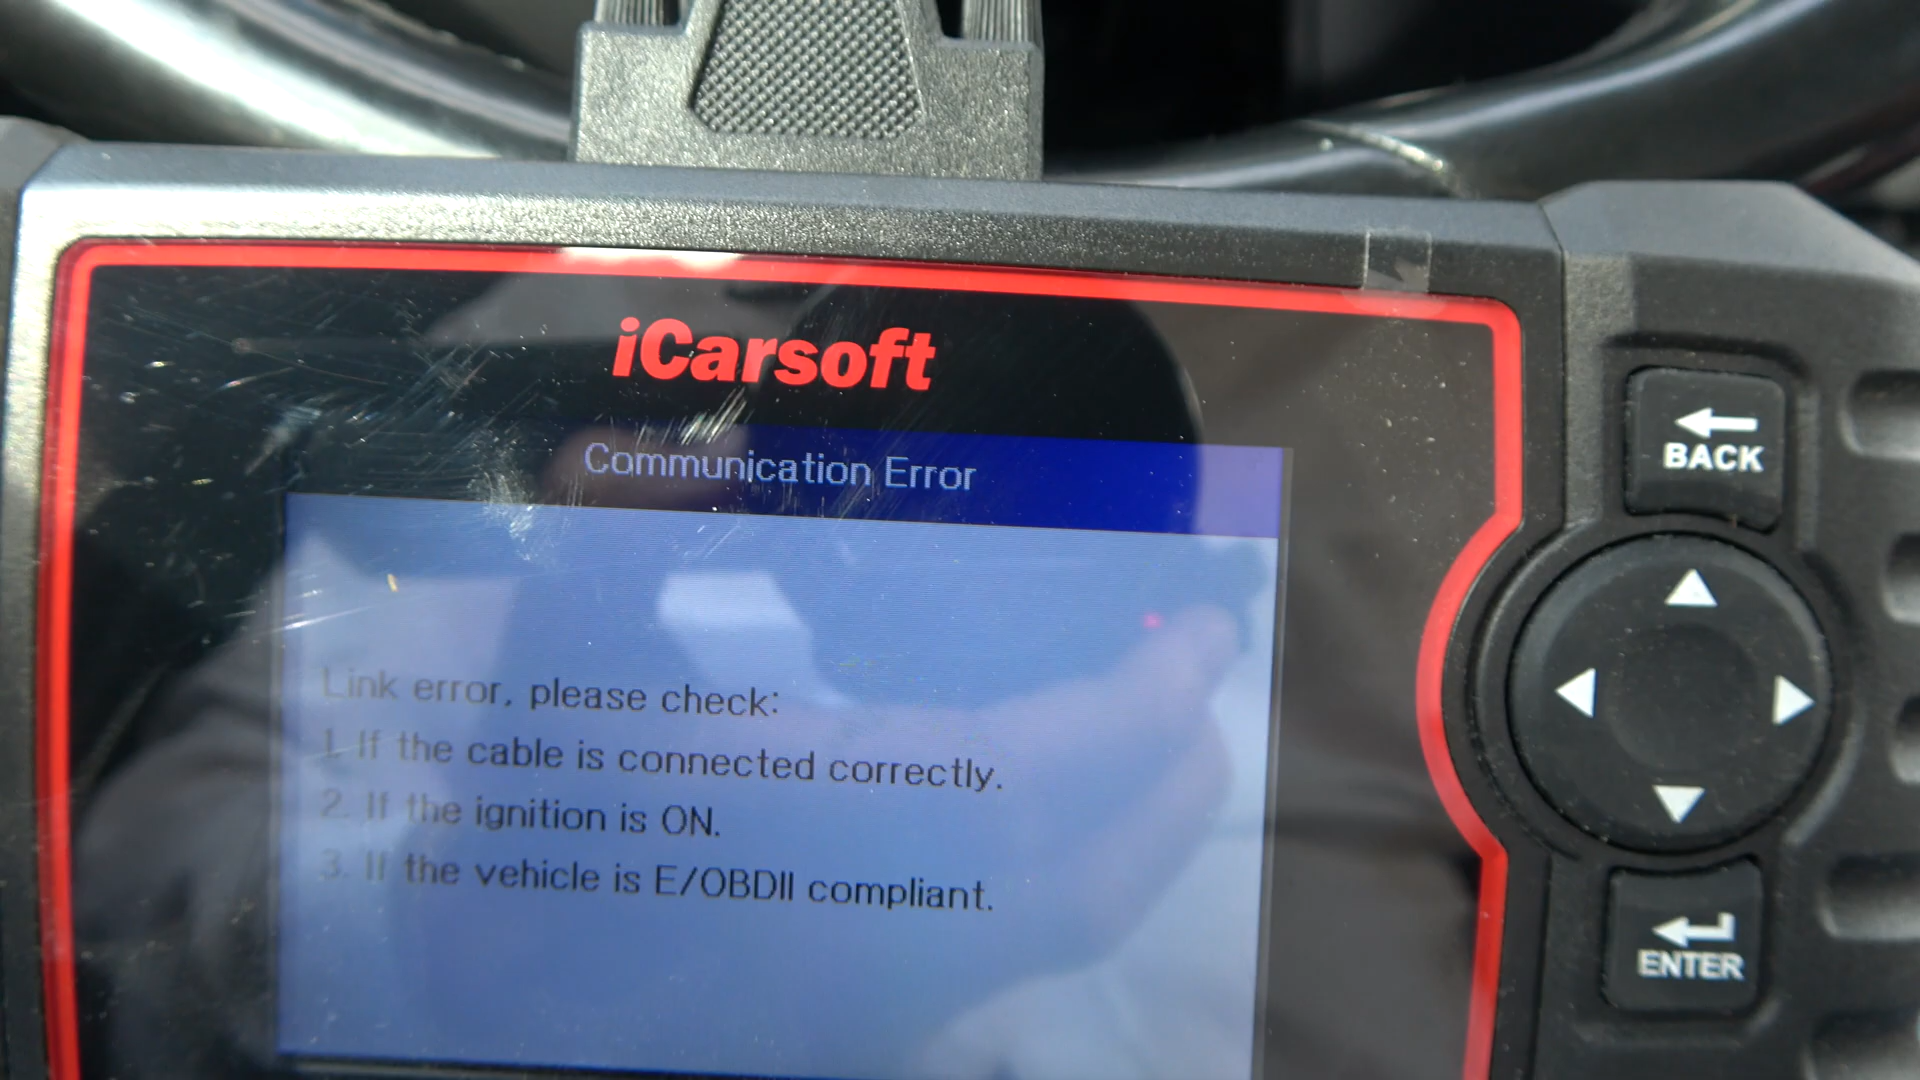 iCarsoft
Communication Error
Link error, please check:
1. If the cable is connected correctly.
2. If the ignition is ON.
3. If the vehicle is E/OBDII compliant.
BACK
ENTER